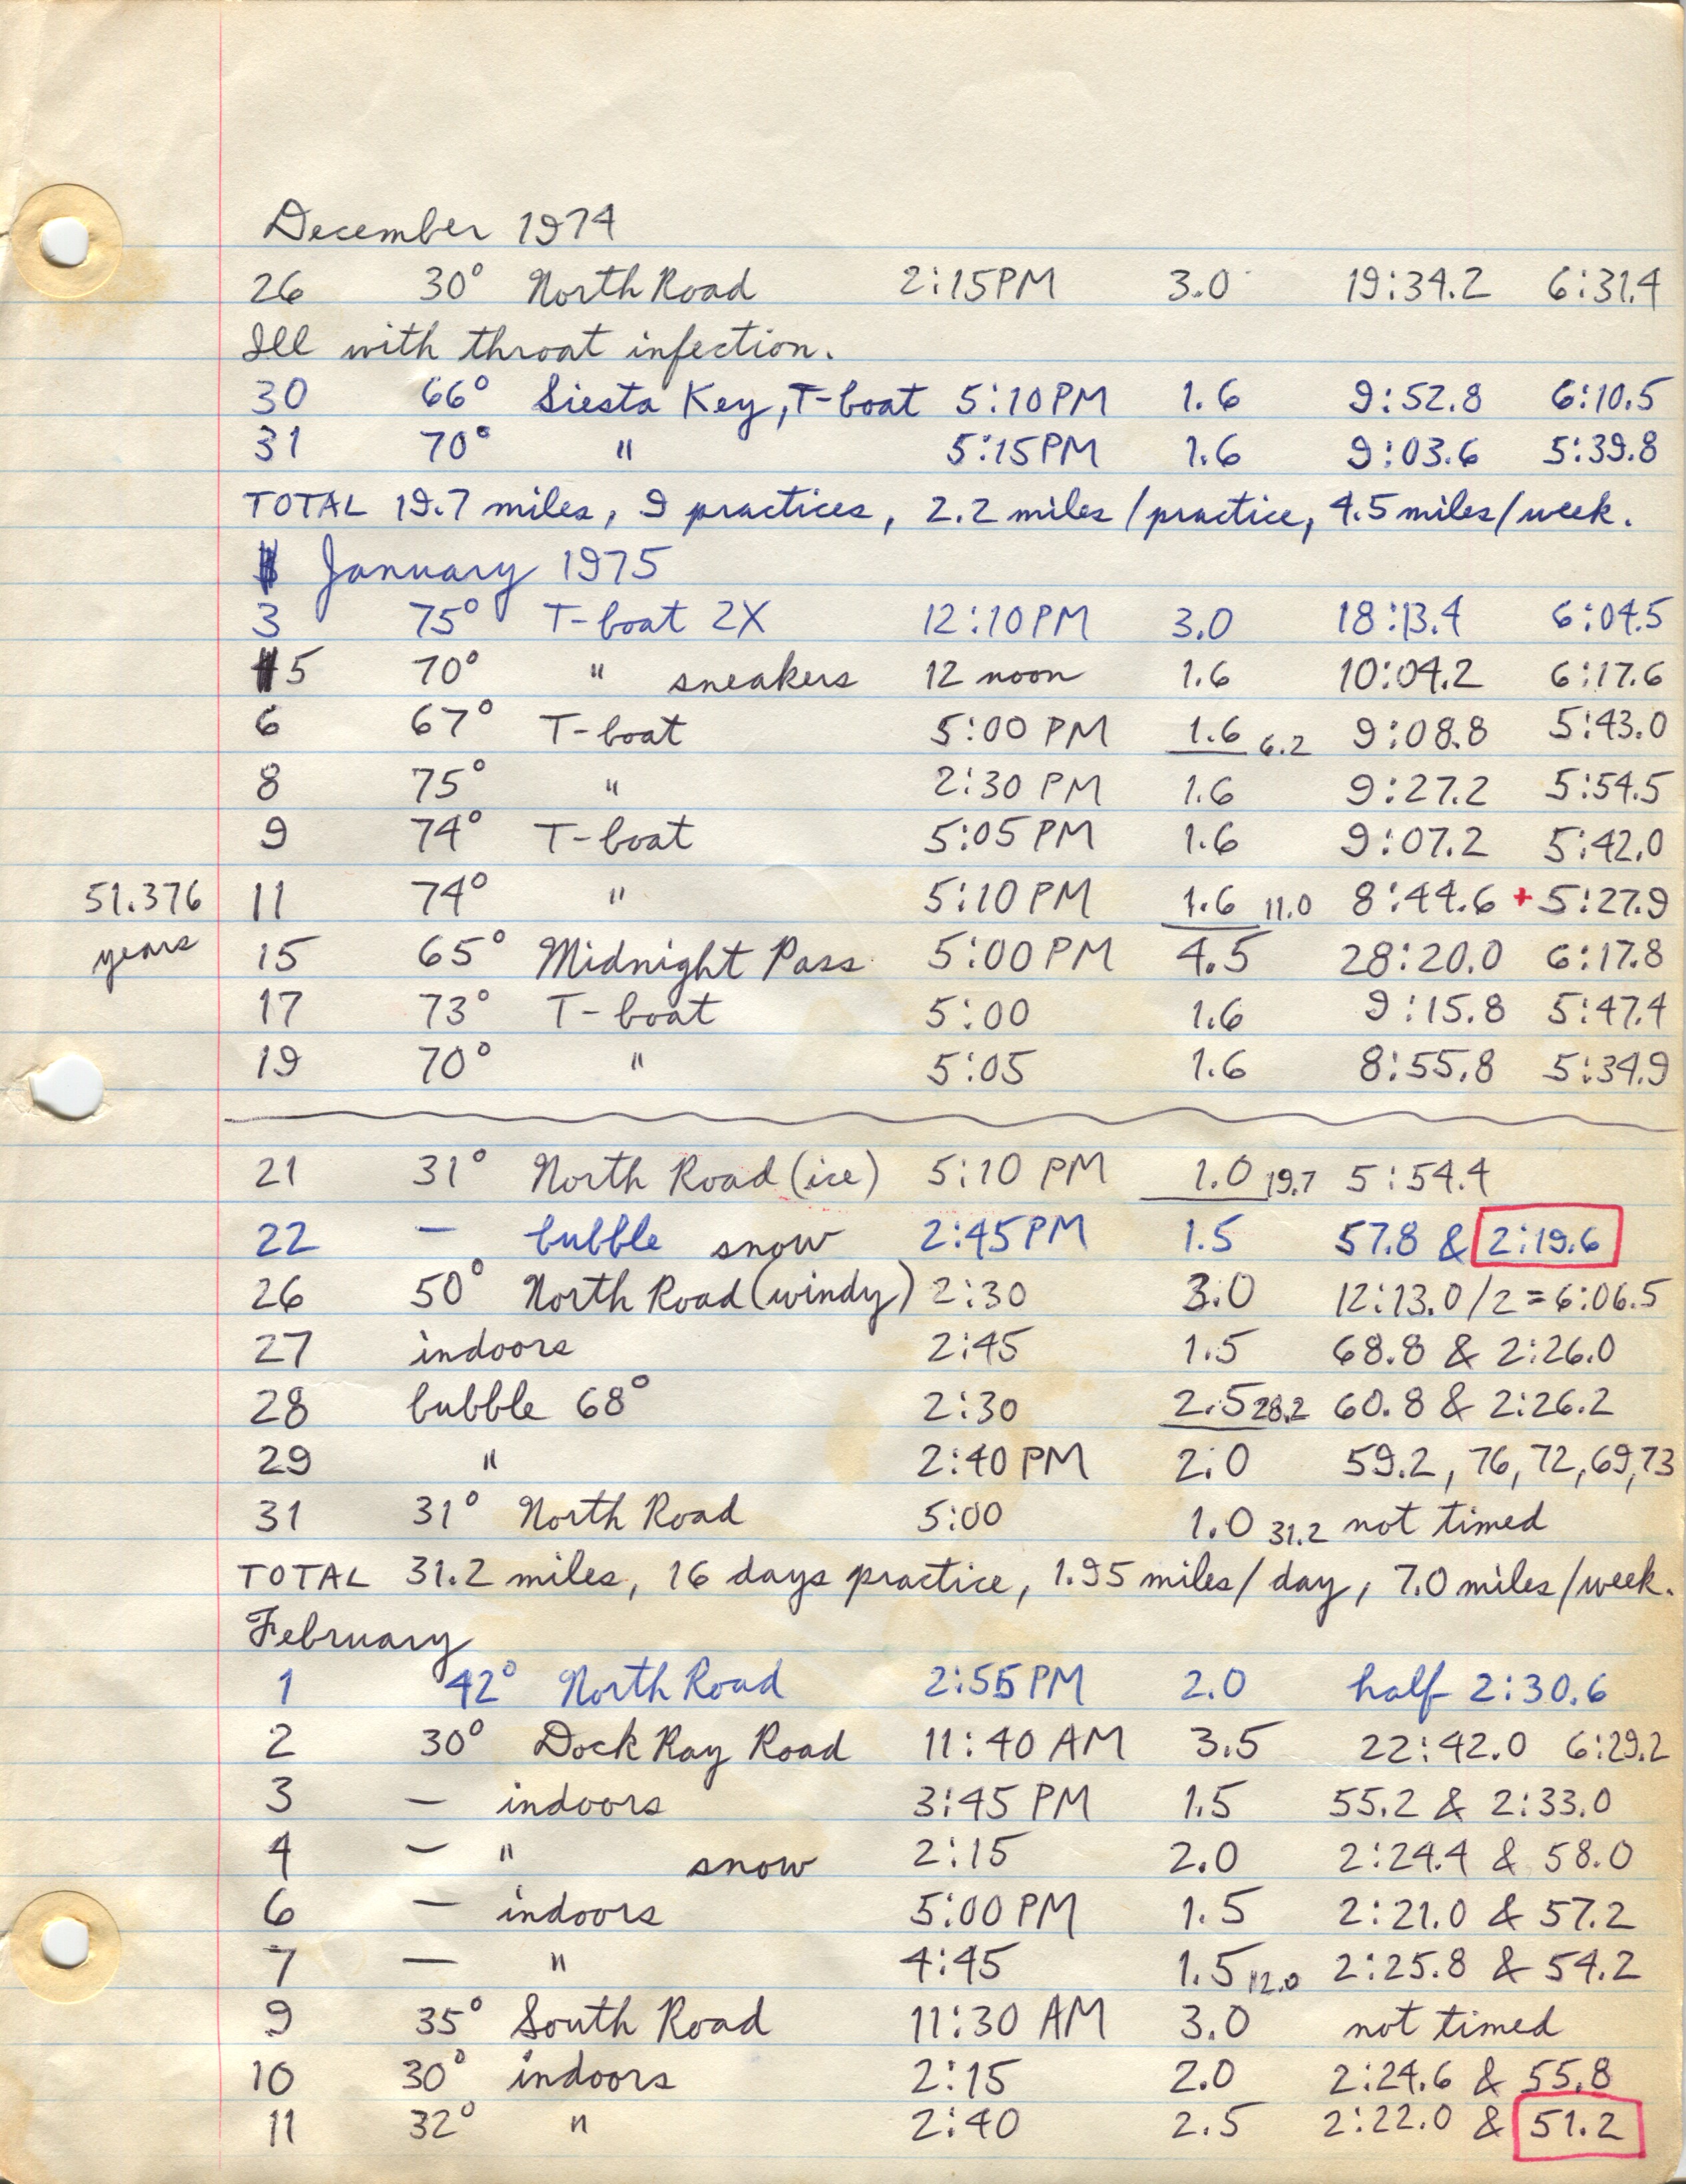 December 1974
26 30° North Road 2:15PM 3.0 19:34.2 6:31.4
Ill with throat infection.
30 66° Siesta Key, T-boat 5:10PM 1.6 9:52.8 6:10.5
31 70° " 5:15PM 1.6 9:03.6 5:39.8
TOTAL 19.7 miles, 9 practices, 2.2 miles/practice, 4.5 miles/week.
January 1975
3 75° T-boat 2X 12:10PM 3.0 18:13.4 6:04.5
5 70° " sneakers 12 noon 1.6 10:04.2 6:17.6
6 67° T-boat 5:00 PM 1.6 6.2 9:08.8 5:43.0
8 75° " 2:30 PM 1.6 9:27.2 5:54.5
9 74° T-boat 5:05 PM 1.6 9:07.2 5:42.0
51.376 years 11 74° " 5:10 PM 1.6 11.0 8:44.6 + 5:27.9
15 65° Midnight Pass 5:00 PM 4.5 28:20.0 6:17.8
17 73° T-boat 5:00 1.6 9:15.8 5:47.4
19 70° " 5:05 1.6 8:55.8 5:34.9
21 31° North Road (ice) 5:10 PM 1.0 19.7 5:54.4
22 — bubble snow 2:45PM 1.5 57.8 & 2:19.6
26 50° North Road (windy) 2:30 3.0 12:13.0/2=6:06.5
27 indoors 2:45 1.5 68.8 & 2:26.0
28 bubble 68° 2:30 2.5 28.2 60.8 & 2:26.2
29 " 2:40 PM 2.0 59.2, 76, 72, 69, 73
31 31° North Road 5:00 1.0 31.2 not timed
TOTAL 31.2 miles, 16 days practice, 1.95 miles/day, 7.0 miles/week.
February
1 42° North Road 2:55 PM 2.0 half 2:30.6
2 30° Dock Ray Road 11:40 AM 3.5 22:42.0 6:29.2
3 — indoors 3:45 PM 1.5 55.2 & 2:33.0
4 — " snow 2:15 2.0 2:24.4 & 58.0
6 — indoors 5:00 PM 1.5 2:21.0 & 57.2
7 — " 4:45 1.5 12.0 2:25.8 & 54.2
9 35° South Road 11:30 AM 3.0 not timed
10 30° indoors 2:15 2.0 2:24.6 & 55.8
11 32° " 2:40 2.5 2:22.0 & 51.2